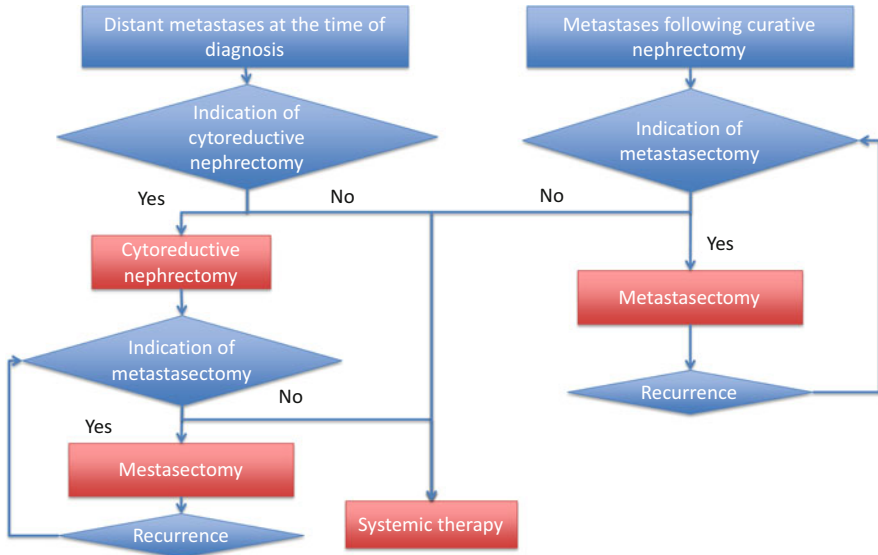 Distant metastases at the time of
diagnosis
Metastases following curative
nephrectomy
Indication of
cytoreductive
nephrectomy
Indication of
metastasectomy
Yes
No
No
Yes
Cytoreductive
nephrectomy
Metastasectomy
Indication of
metastasectomy
Recurrence
No
Yes
Mestasectomy
Systemic therapy
Recurrence